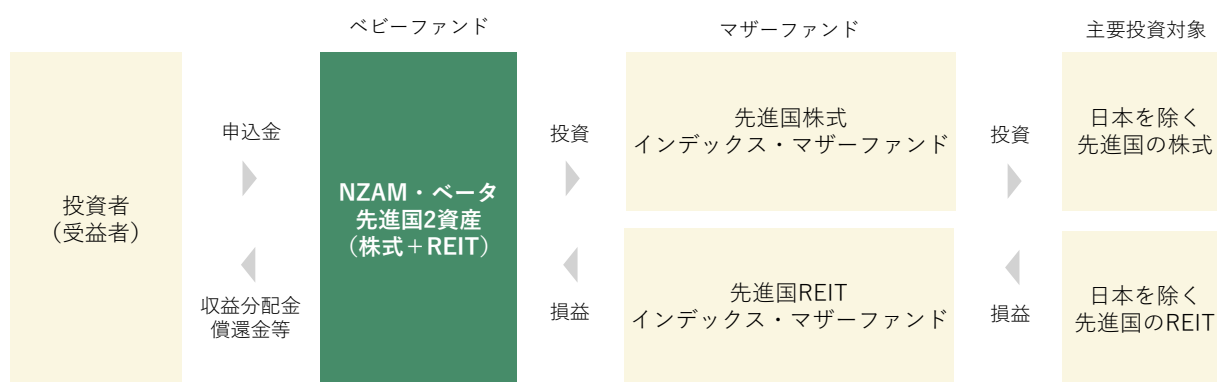 ベビーファンド
マザーファンド
主要投資対象
投資者
（受益者）
申込金
収益分配金
償還金等
NZAM・ベータ
先進国2資産
（株式＋REIT）
投資
損益
先進国株式
インデックス・マザーファンド
先進国REIT
インデックス・マザーファンド
投資
損益
日本を除く
先進国の株式
日本を除く
先進国のREIT